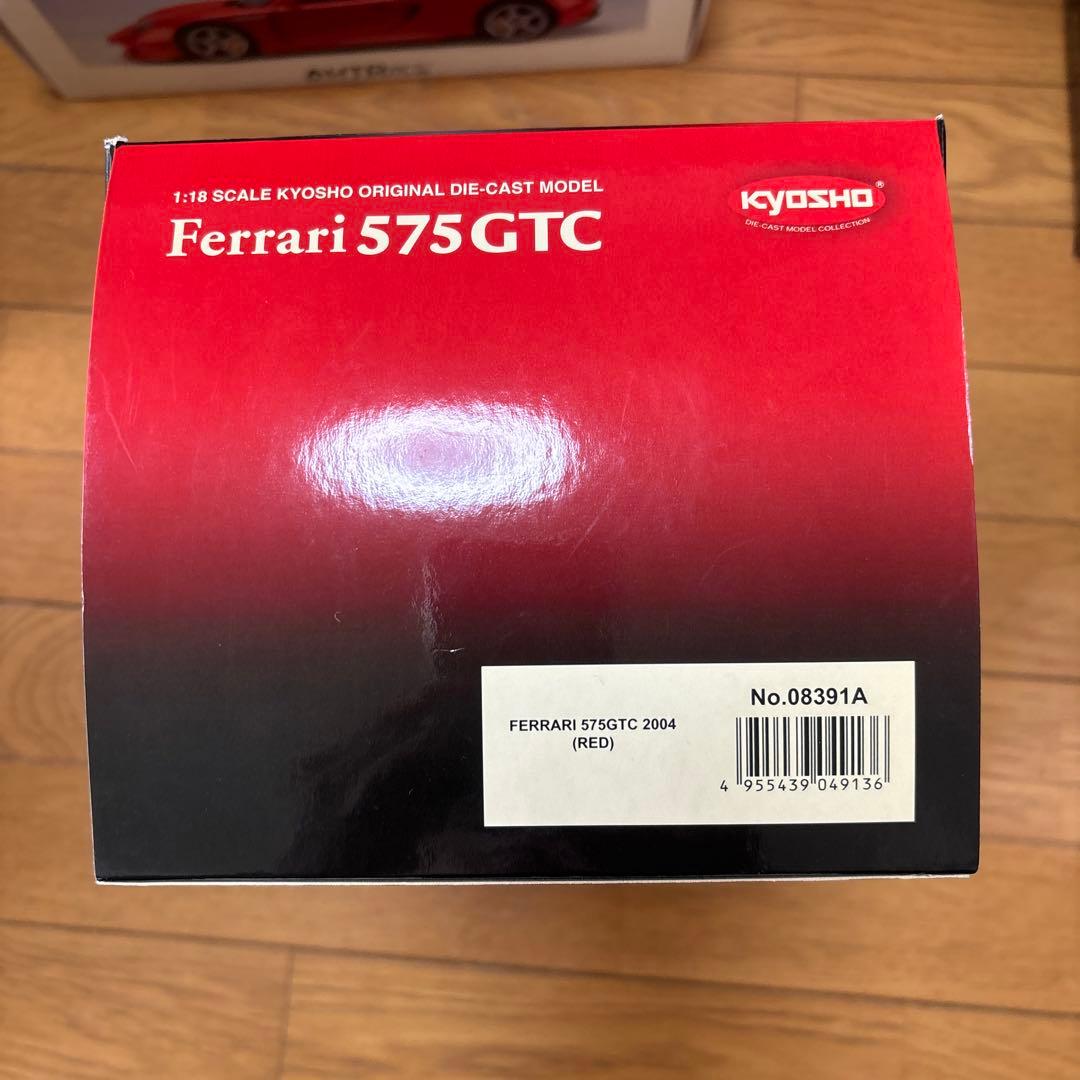 1:18 SCALE KYOSHO ORIGINAL DIE-CAST MODEL
Ferrari 575GTC
KYOSHO®
DIE-CAST MODEL COLLECTION
No.08391A
FERRARI 575GTC 2004
(RED)
4 955439 049136